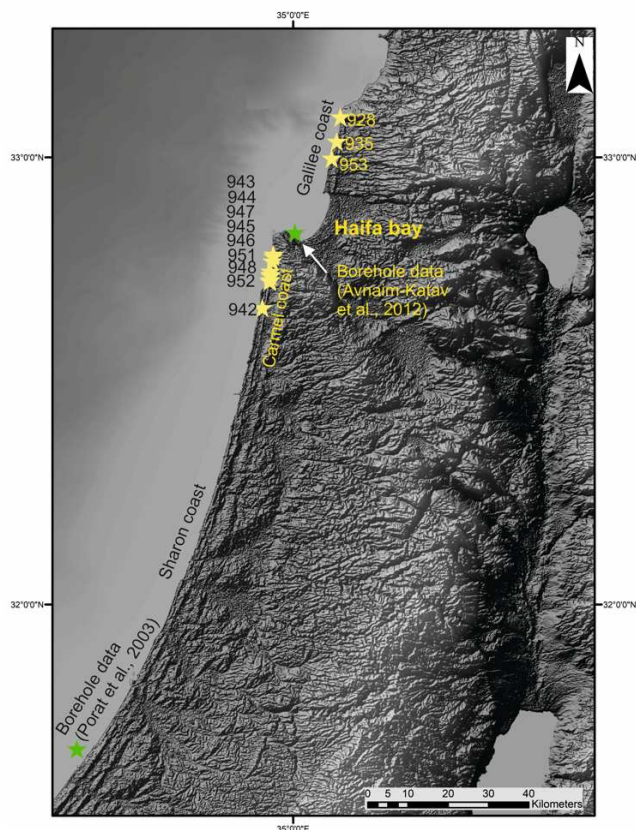 35°0'0"E
N
928
Galilee coast
935
33°0'0"N
33°0'0"N
953
943
944
947
945
946
951
948
952
942
Haifa bay
Borehole data
(Avnaim-Katav
et al., 2012)
Carmel coast
Sharon coast
32°0'0"N
32°0'0"N
Borehole data
(Porat et al., 2003)
0 5 10 20 30 40
Kilometers
35°0'0"E